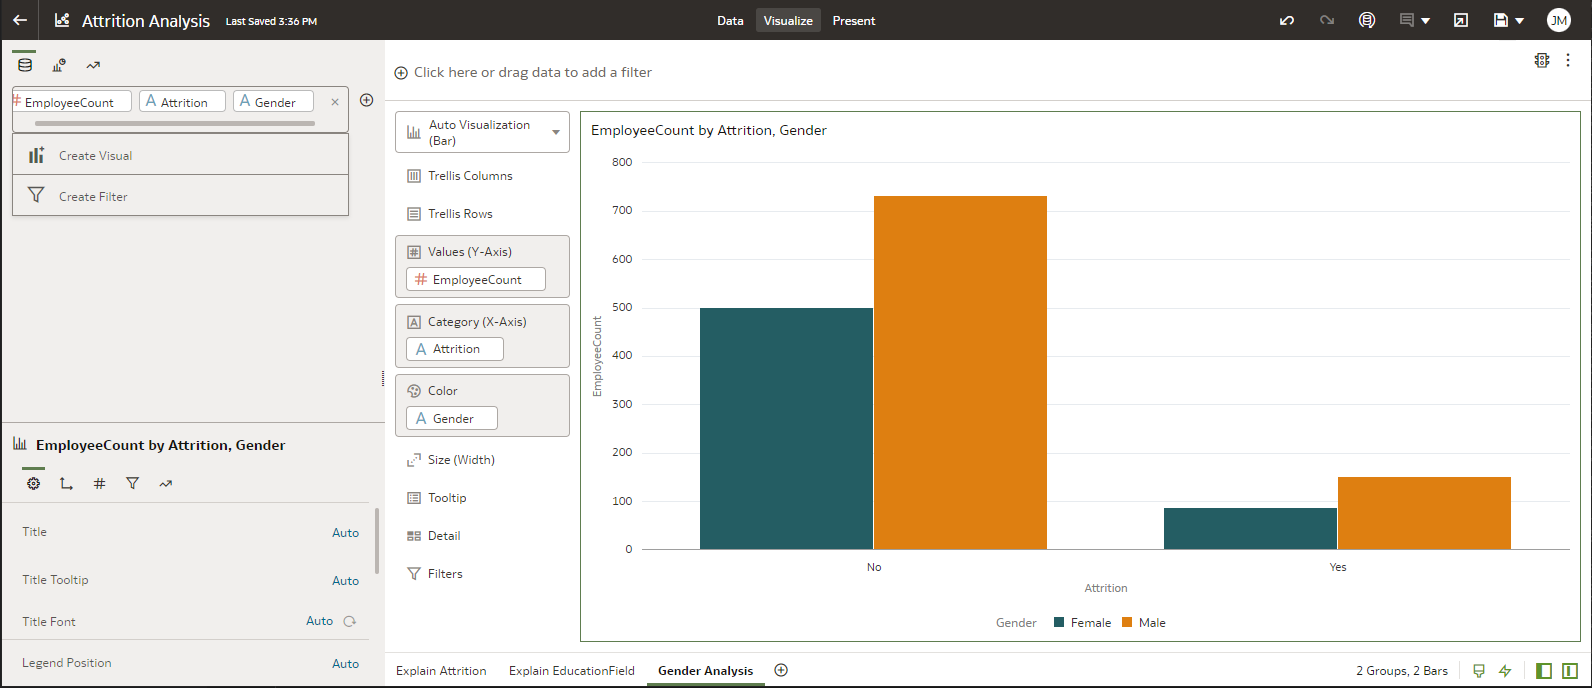 Attrition Analysis Last Saved 3:36 PM Data Visualize Present JM
# EmployeeCount A Attrition A Gender ×
Create Visual
Create Filter
EmployeeCount by Attrition, Gender
#
Title Auto
Title Tooltip Auto
Title Font Auto
Legend Position Auto
Click here or drag data to add a filter
Auto Visualization
(Bar)
Trellis Columns
Trellis Rows
Values (Y-Axis)
# EmployeeCount
Category (X-Axis)
A Attrition
Color
A Gender
Size (Width)
Tooltip
Detail
Filters
EmployeeCount by Attrition, Gender
800
700
600
500
400
300
200
100
0
EmployeeCount
No Yes
Attrition
Gender Female Male
Explain Attrition Explain EducationField Gender Analysis 2 Groups, 2 Bars